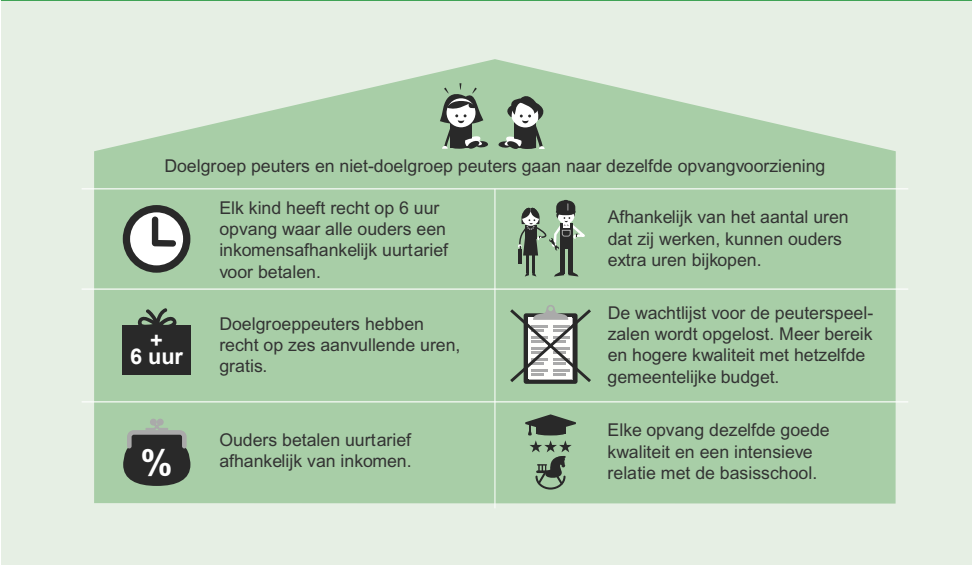 Doelgroep peuters en niet-doelgroep peuters gaan naar dezelfde opvangvoorziening
Elk kind heeft recht op 6 uur
opvang waar alle ouders een
inkomensafhankelijk uurtarief
voor betalen.
Afhankelijk van het aantal uren
dat zij werken, kunnen ouders
extra uren bijkopen.
+
6 uur
Doelgroeppeuters hebben
recht op zes aanvullende uren,
gratis.
De wachtlijst voor de peuterspeel-
zalen wordt opgelost. Meer bereik
en hogere kwaliteit met hetzelfde
gemeentelijke budget.
%
Ouders betalen uurtarief
afhankelijk van inkomen.
Elke opvang dezelfde goede
kwaliteit en een intensieve
relatie met de basisschool.